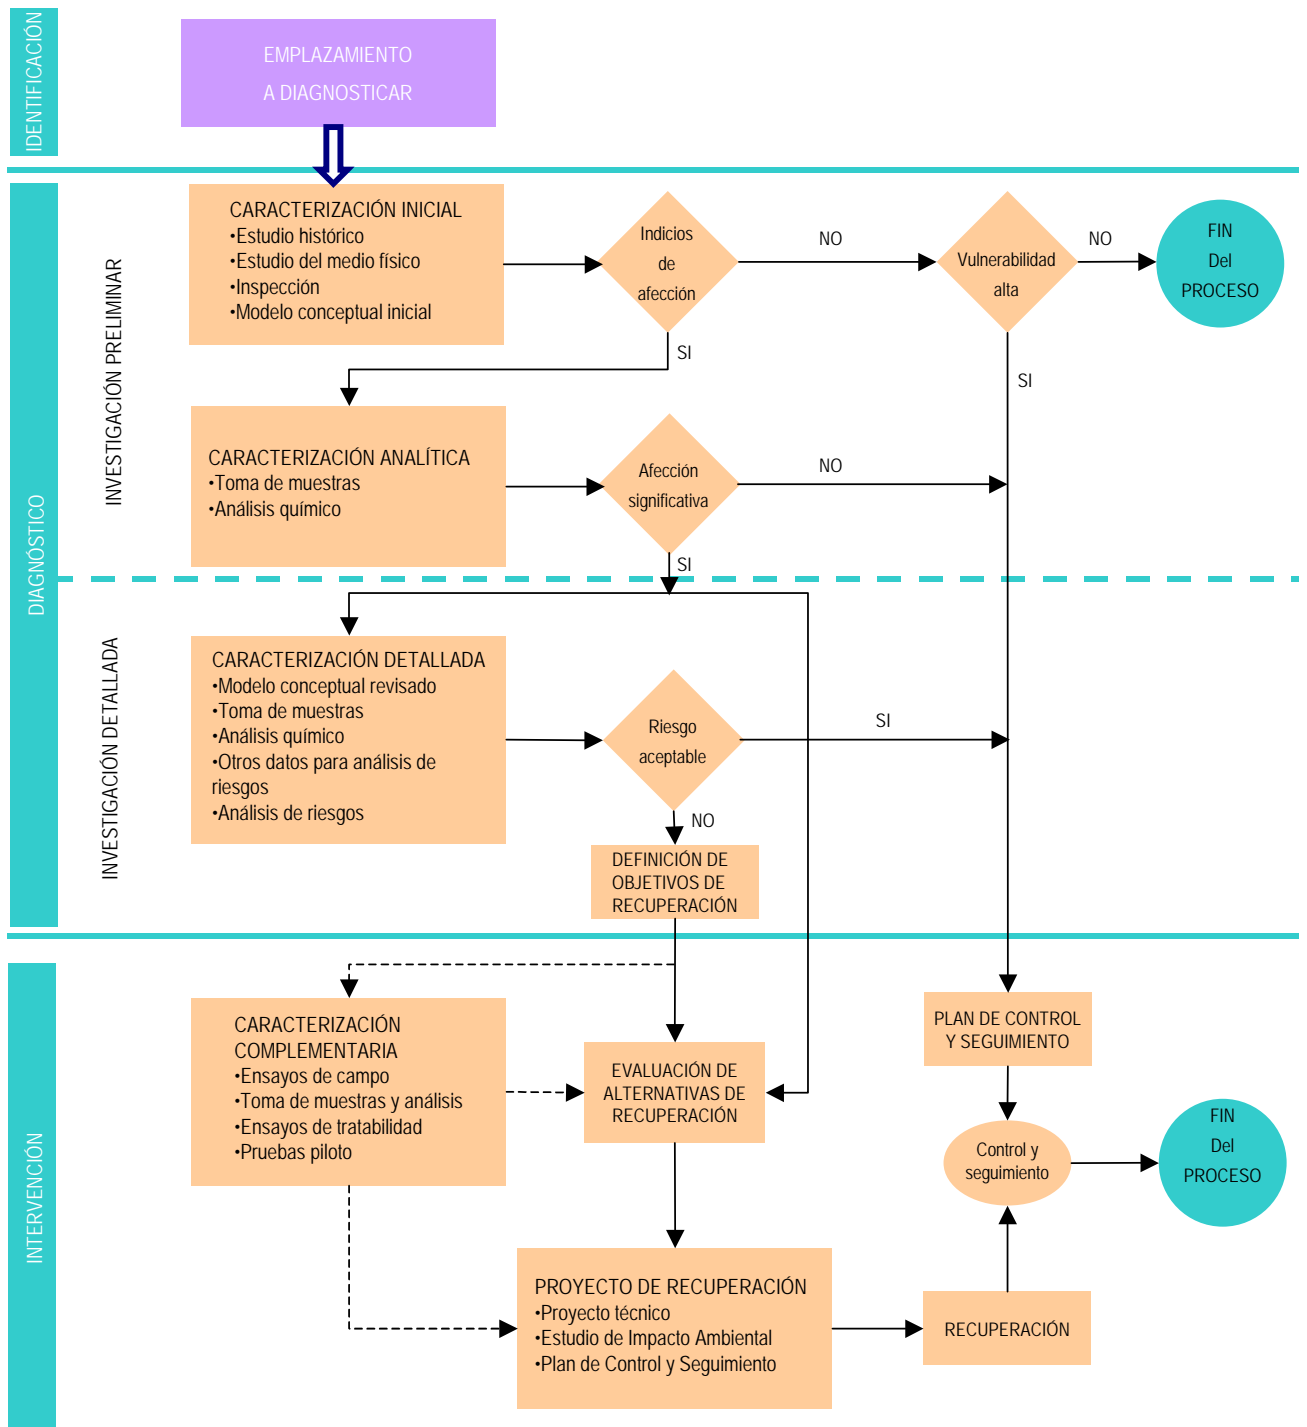 IDENTIFICACIÓN
EMPLAZAMIENTO
A DIAGNOSTICAR
DIAGNÓSTICO
INVESTIGACIÓN PRELIMINAR
CARACTERIZACIÓN INICIAL
•Estudio histórico
•Estudio del medio físico
•Inspección
•Modelo conceptual inicial
Indicios
de
afección
NO
Vulnerabilidad
alta
NO
FIN
Del
PROCESO
SI
SI
CARACTERIZACIÓN ANALÍTICA
•Toma de muestras
•Análisis químico
Afección
significativa
NO
SI
INVESTIGACIÓN DETALLADA
CARACTERIZACIÓN DETALLADA
•Modelo conceptual revisado
•Toma de muestras
•Análisis químico
•Otros datos para análisis de
riesgos
•Análisis de riesgos
Riesgo
aceptable
SI
NO
DEFINICIÓN DE
OBJETIVOS DE
RECUPERACIÓN
INTERVENCIÓN
CARACTERIZACIÓN
COMPLEMENTARIA
•Ensayos de campo
•Toma de muestras y análisis
•Ensayos de tratabilidad
•Pruebas piloto
EVALUACIÓN DE
ALTERNATIVAS DE
RECUPERACIÓN
PLAN DE CONTROL
Y SEGUIMIENTO
Control y
seguimiento
FIN
Del
PROCESO
PROYECTO DE RECUPERACIÓN
•Proyecto técnico
•Estudio de Impacto Ambiental
•Plan de Control y Seguimiento
RECUPERACIÓN